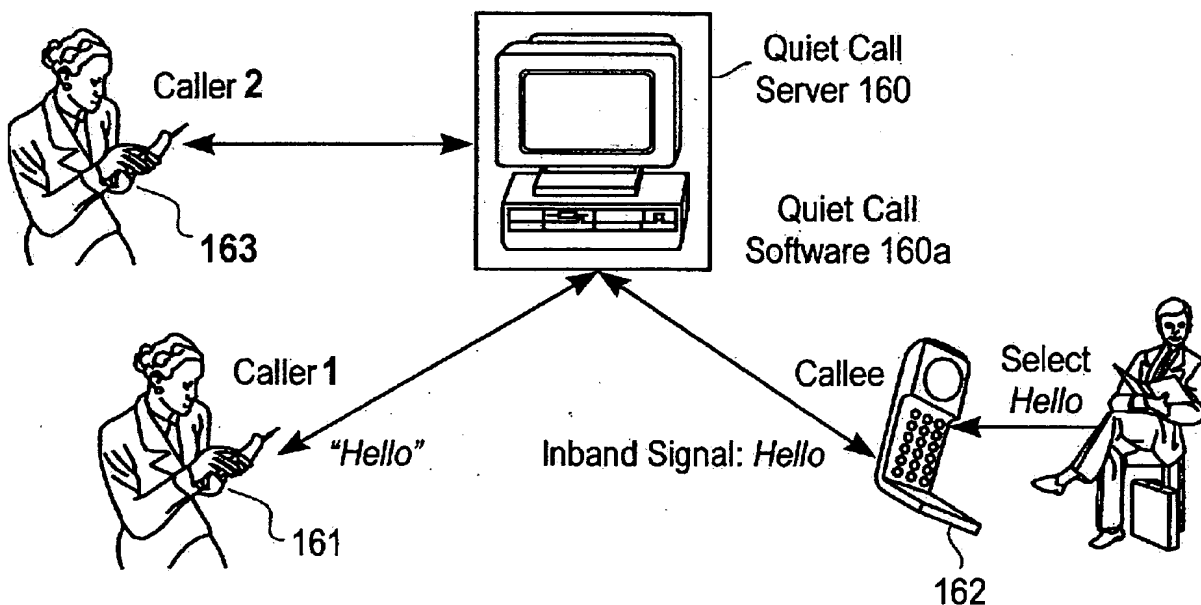 Caller 2
163
Quiet Call
Server 160
Quiet Call
Software 160a
Caller 1
"Hello"
161
Inband Signal: Hello
Callee
Select
Hello
162